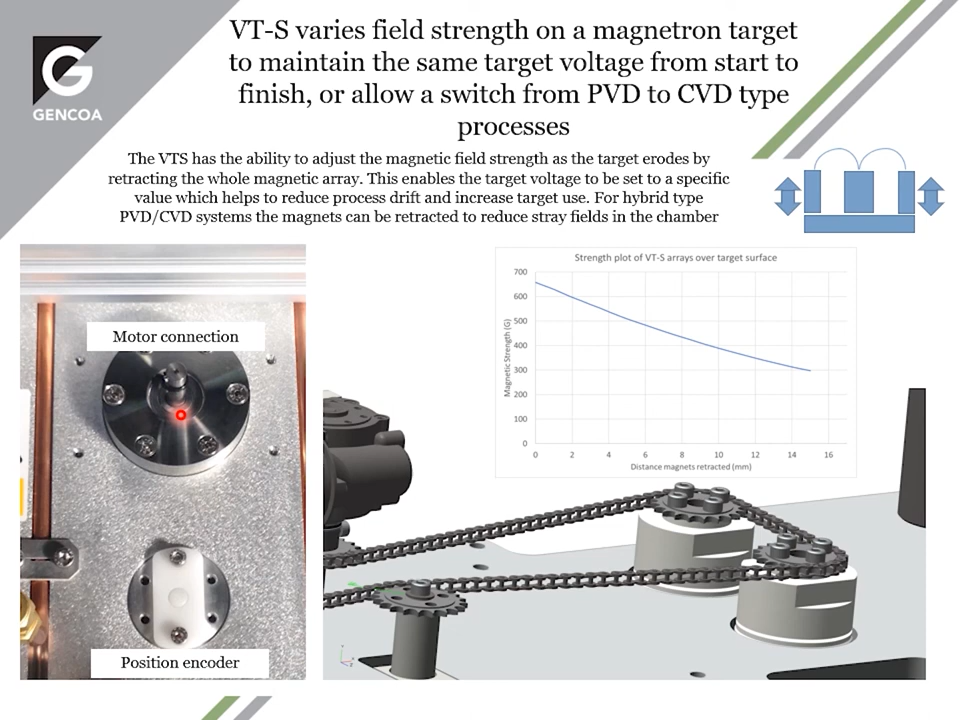 VT-S varies field strength on a magnetron target
to maintain the same target voltage from start to
finish, or allow a switch from PVD to CVD type
processes
GENCOA
The VTS has the ability to adjust the magnetic field strength as the target erodes by
retracting the whole magnetic array. This enables the target voltage to be set to a specific
value which helps to reduce process drift and increase target use. For hybrid type
PVD/CVD systems the magnets can be retracted to reduce stray fields in the chamber
Motor connection
Position encoder
Strength plot of VT-S arrays over target surface
Magnetic Strength (G)
700
600
500
400
300
200
100
0
0 2 4 6 8 10 12 14 16
Distance magnets retracted (mm)